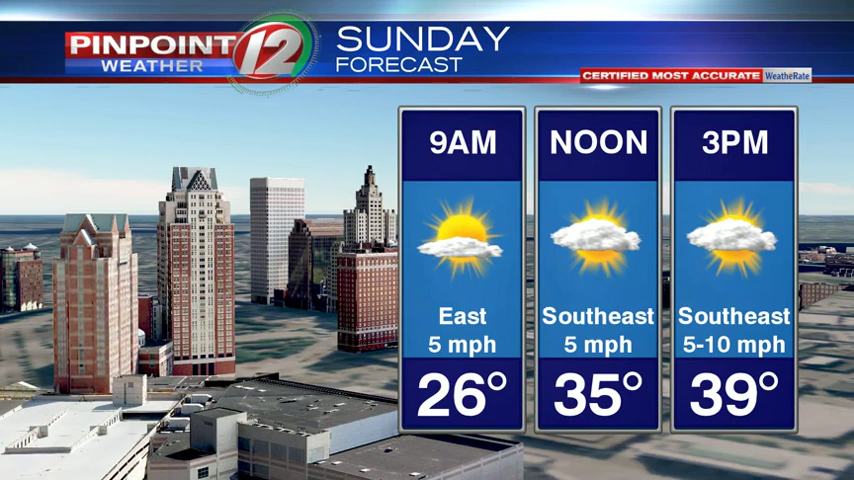 PINPOINT
WEATHER
12
SUNDAY
FORECAST
CERTIFIED MOST ACCURATE
WeatheRate
9AM
East
5 mph
26°
NOON
Southeast
5 mph
35°
3PM
Southeast
5-10 mph
39°